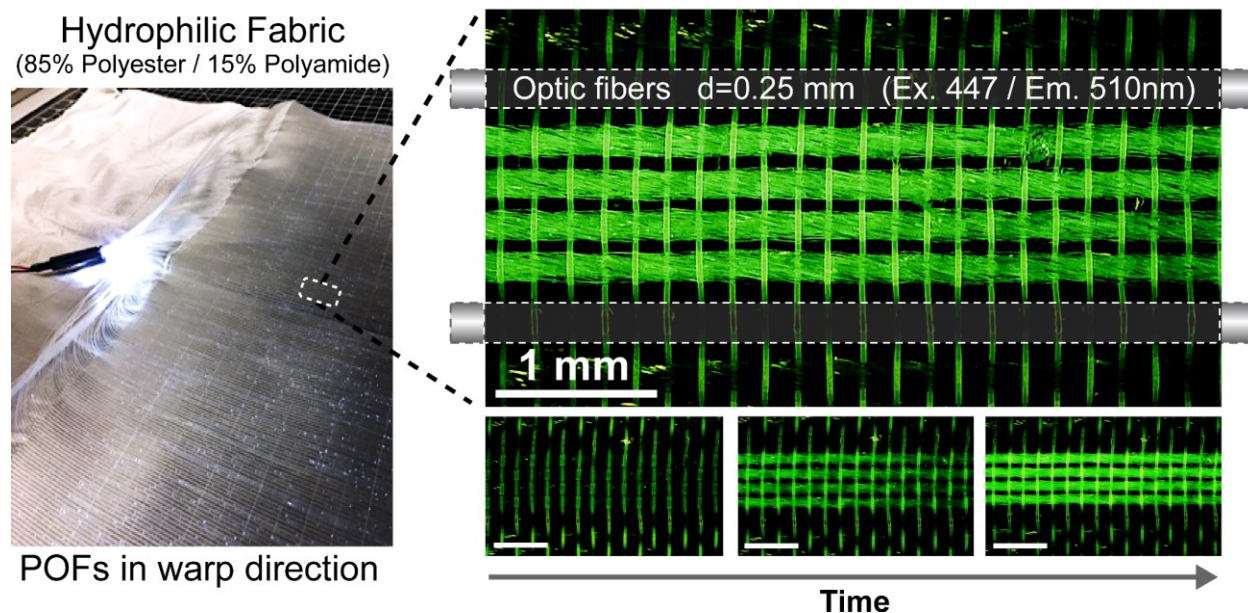 Hydrophilic Fabric
(85% Polyester / 15% Polyamide)
POFs in warp direction
Optic fibers d=0.25 mm (Ex. 447 / Em. 510nm)
1 mm
Time